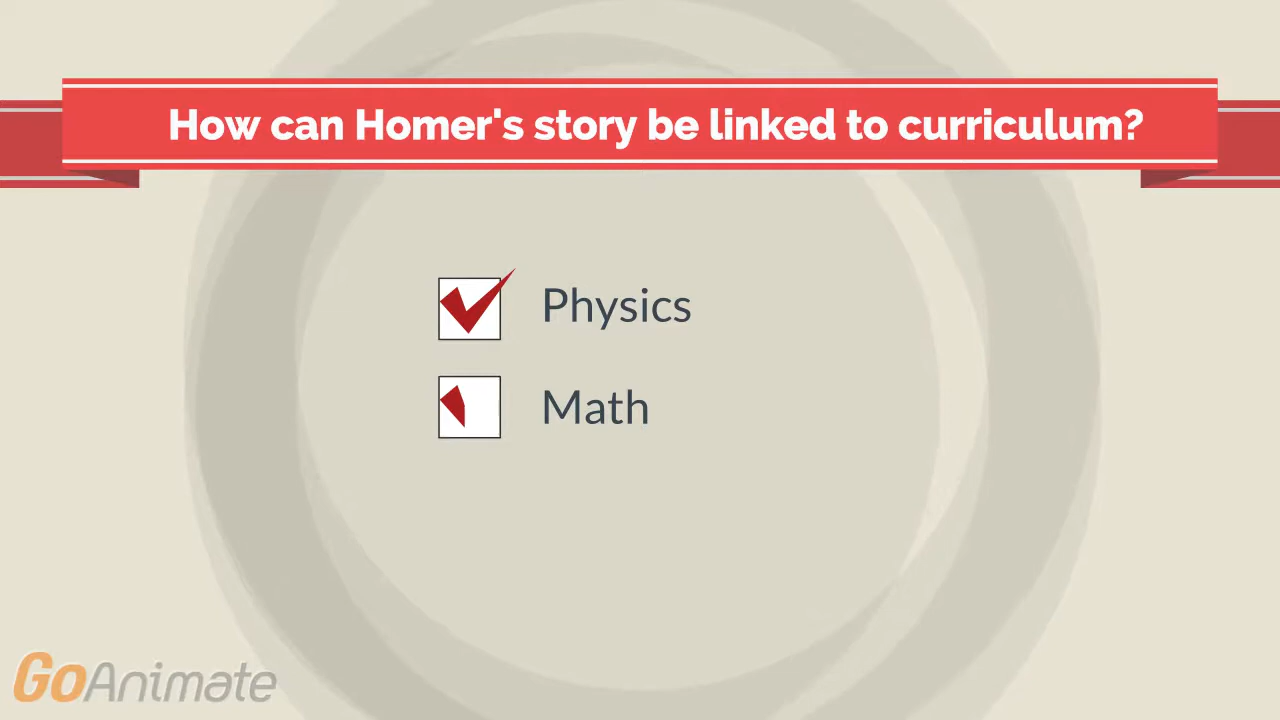 How can Homer's story be linked to curriculum?
Physics
Math
GoAnimate